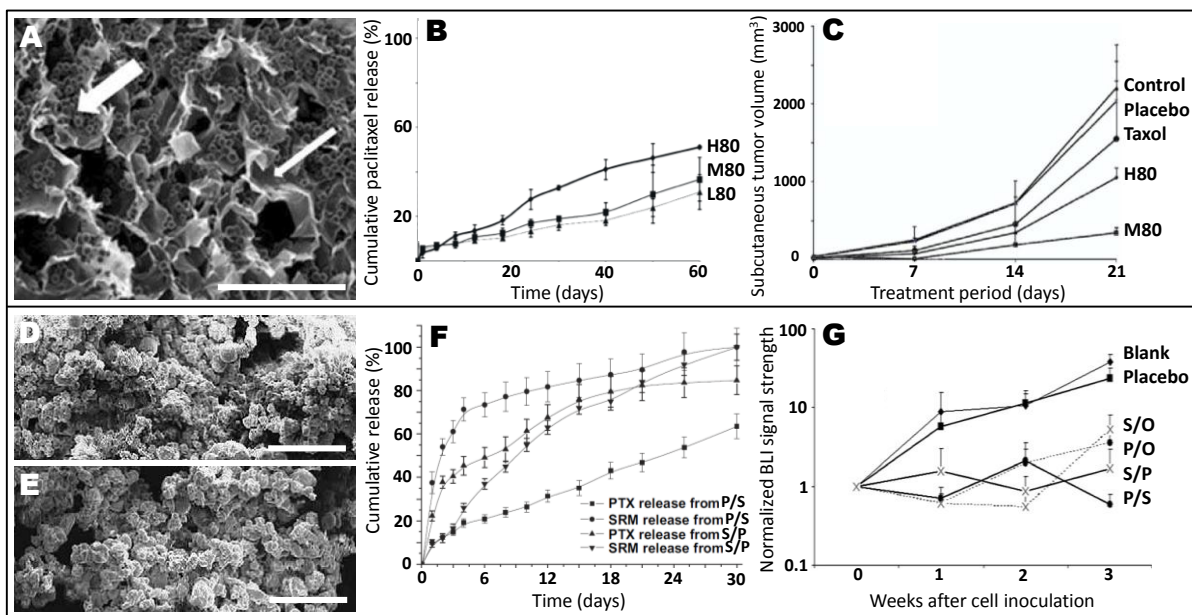 A
B
Cumulative paclitaxel release (%)
100
60
20
0
20
40
60
Time (days)
H80
M80
L80
C
Subcutaneous tumor volume (mm³)
3000
2000
1000
0
0
7
14
21
Treatment period (days)
Control
Placebo
Taxol
H80
M80
D
E
F
Cumulative release (%)
100
80
60
40
20
0
0
6
12
18
24
30
Time (days)
PTX release from P/S
SRM release from P/S
PTX release from S/P
SRM release from S/P
G
Normalized BLI signal strength
100
10
1
0.1
0
1
2
3
Weeks after cell inoculation
Blank
Placebo
S/O
P/O
S/P
P/S